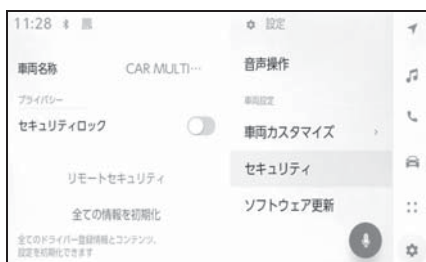 11:28
車両名称
CAR MULTI…
プライバシー
セキュリティロック
リモートセキュリティ
全ての情報を初期化
全てのドライバー登録情報とコンテンツ、
設定を初期化できます
設定
音声操作
車両設定
車両カスタマイズ
セキュリティ
ソフトウェア更新